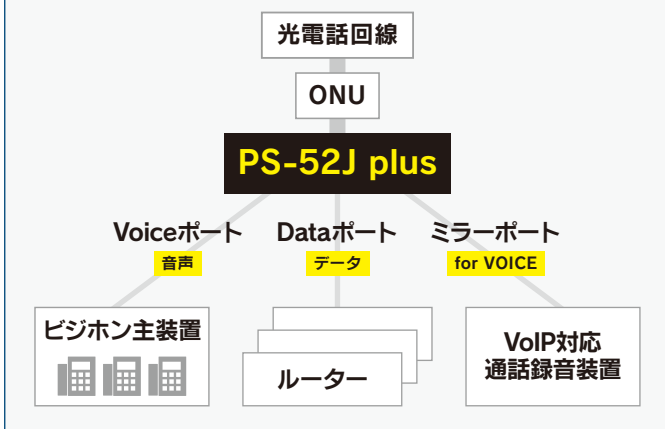 光電話回線
ONU
PS-52J plus
Voiceポート
音声
Dataポート
データ
ミラーポート
for VOICE
ビジホン主装置
ルーター
VoIP対応
通話録音装置